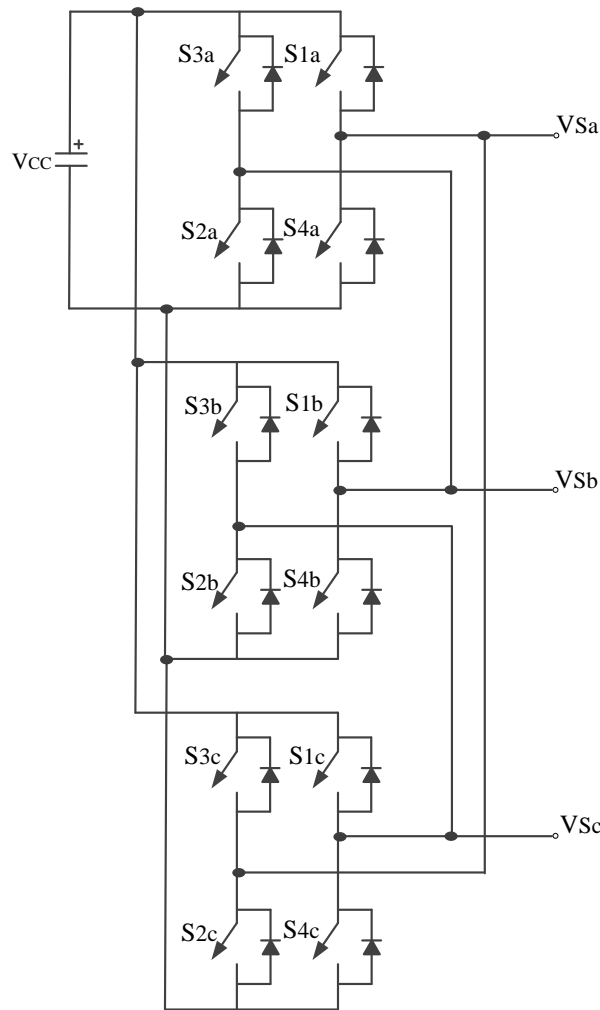 S3a S1a
VSa
+
VCC
S2a S4a
S3b S1b
VSb
S2b S4b
S3c S1c
VSc
S2c S4c